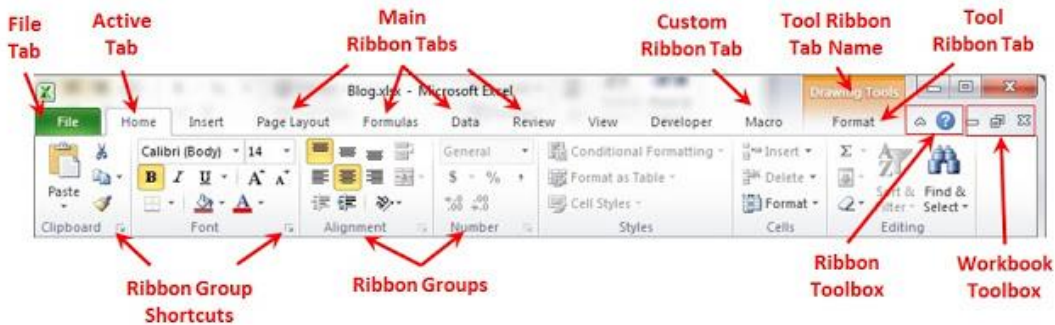 File Tab
Active Tab
Main Ribbon Tabs
Custom Ribbon Tab
Tool Ribbon Tab Name
Tool Ribbon Tab
Blog.xlsx - Microsoft Excel
Drawing Tools
File Home Insert Page Layout Formulas Data Review View Developer Macro Format
Calibri (Body) 14 General Conditional Formatting Insert Σ
B I U A A $ % , Format as Table Delete
Paste Cell Styles Format Sort & Filter Find & Select
Clipboard Font Alignment Number Styles Cells Editing
Ribbon Group Shortcuts
Ribbon Groups
Ribbon Toolbox
Workbook Toolbox